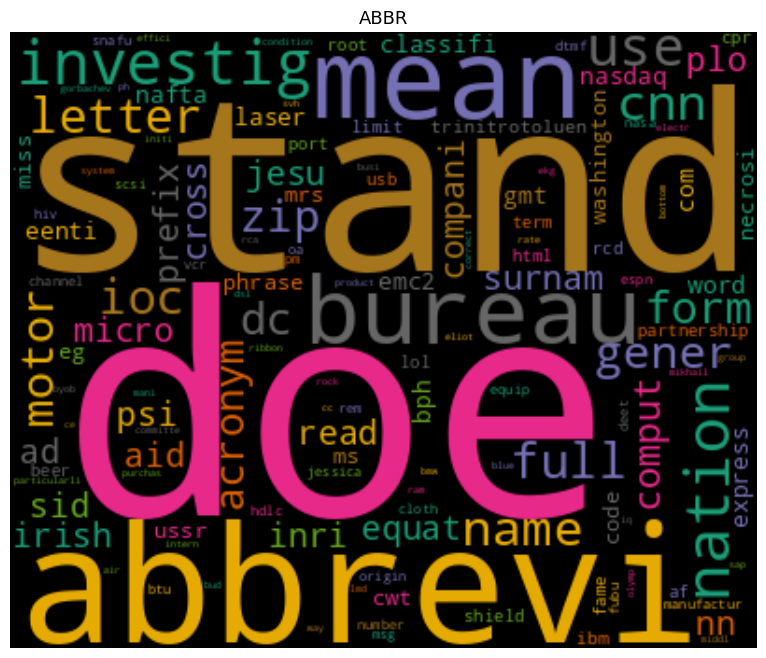 ABBR
snafu
effici
condition
root
classifi
dtmf
use
cpr
investig
mean
nasdaq
plo
gorbachev
ph
nafta
svh
cnn
letter
laser
limit
trinitrotoluen
washington
nasa
electr
miss
initi
port
stand
system
scsi
prefix
cross
jesu
mrs
usb
busi
compani
ekg
gmt
bottom
com
necrosi
hiv
eenti
zip
term
rate
html
rca
oa
pm
vcr
correct
rcd
channel
phrase
product
emc2
surnam
espn
word
ioc
dsl
dc
bureau
form
motor
micro
acronym
partnership
eg
ribbon
lol
eliot
gener
group
mikhail
doe
byob
mani
rock
bph
equip
comput
nation
psi
cc
rem
deet
ce
committe
read
ad
aid
ms
full
express
beer
jessica
bmw
blue
particularli
purchas
ram
sid
hdlc
cloth
code
iq
irish
ussr
inri
equat
name
intern
sap
abbrevi
air
bud
origin
af
olymp
btu
lmd
cwt
fame
fubu
manufactur
shield
number
nn
way
msg
ibm
middl